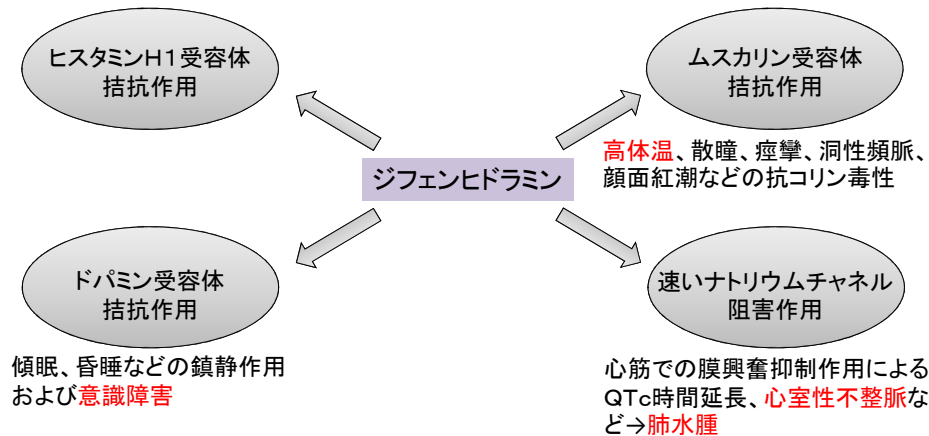 ヒスタミンH1受容体
拮抗作用
ムスカリン受容体
拮抗作用
高体温、散瞳、痙攣、洞性頻脈、
顔面紅潮などの抗コリン毒性
ジフェンヒドラミン
ドパミン受容体
拮抗作用
傾眠、昏睡などの鎮静作用
および意識障害
速いナトリウムチャネル
阻害作用
心筋での膜興奮抑制作用による
QTc時間延長、心室性不整脈な
ど→肺水腫